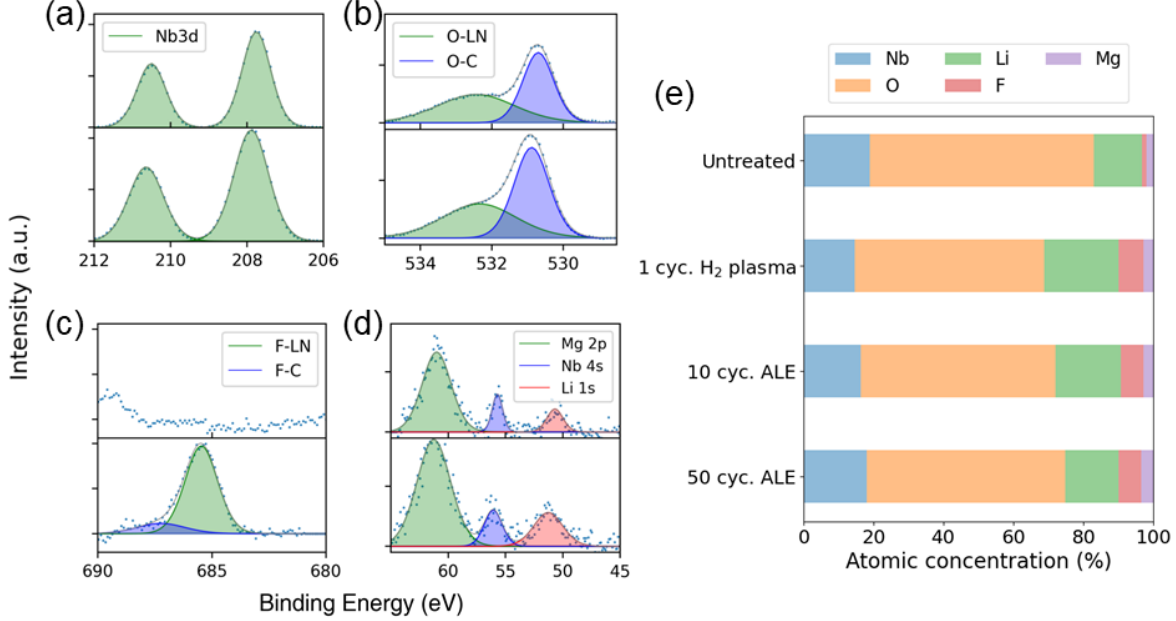 (a)
Nb3d
212
210
208
206
(b)
O-LN
O-C
534
532
530
Intensity (a.u.)
(c)
F-LN
F-C
690
685
680
(d)
Mg 2p
Nb 4s
Li 1s
60
55
50
45
Binding Energy (eV)
(e)
Nb
Li
Mg
O
F
Untreated
1 cyc. H₂ plasma
10 cyc. ALE
50 cyc. ALE
0
20
40
60
80
100
Atomic concentration (%)